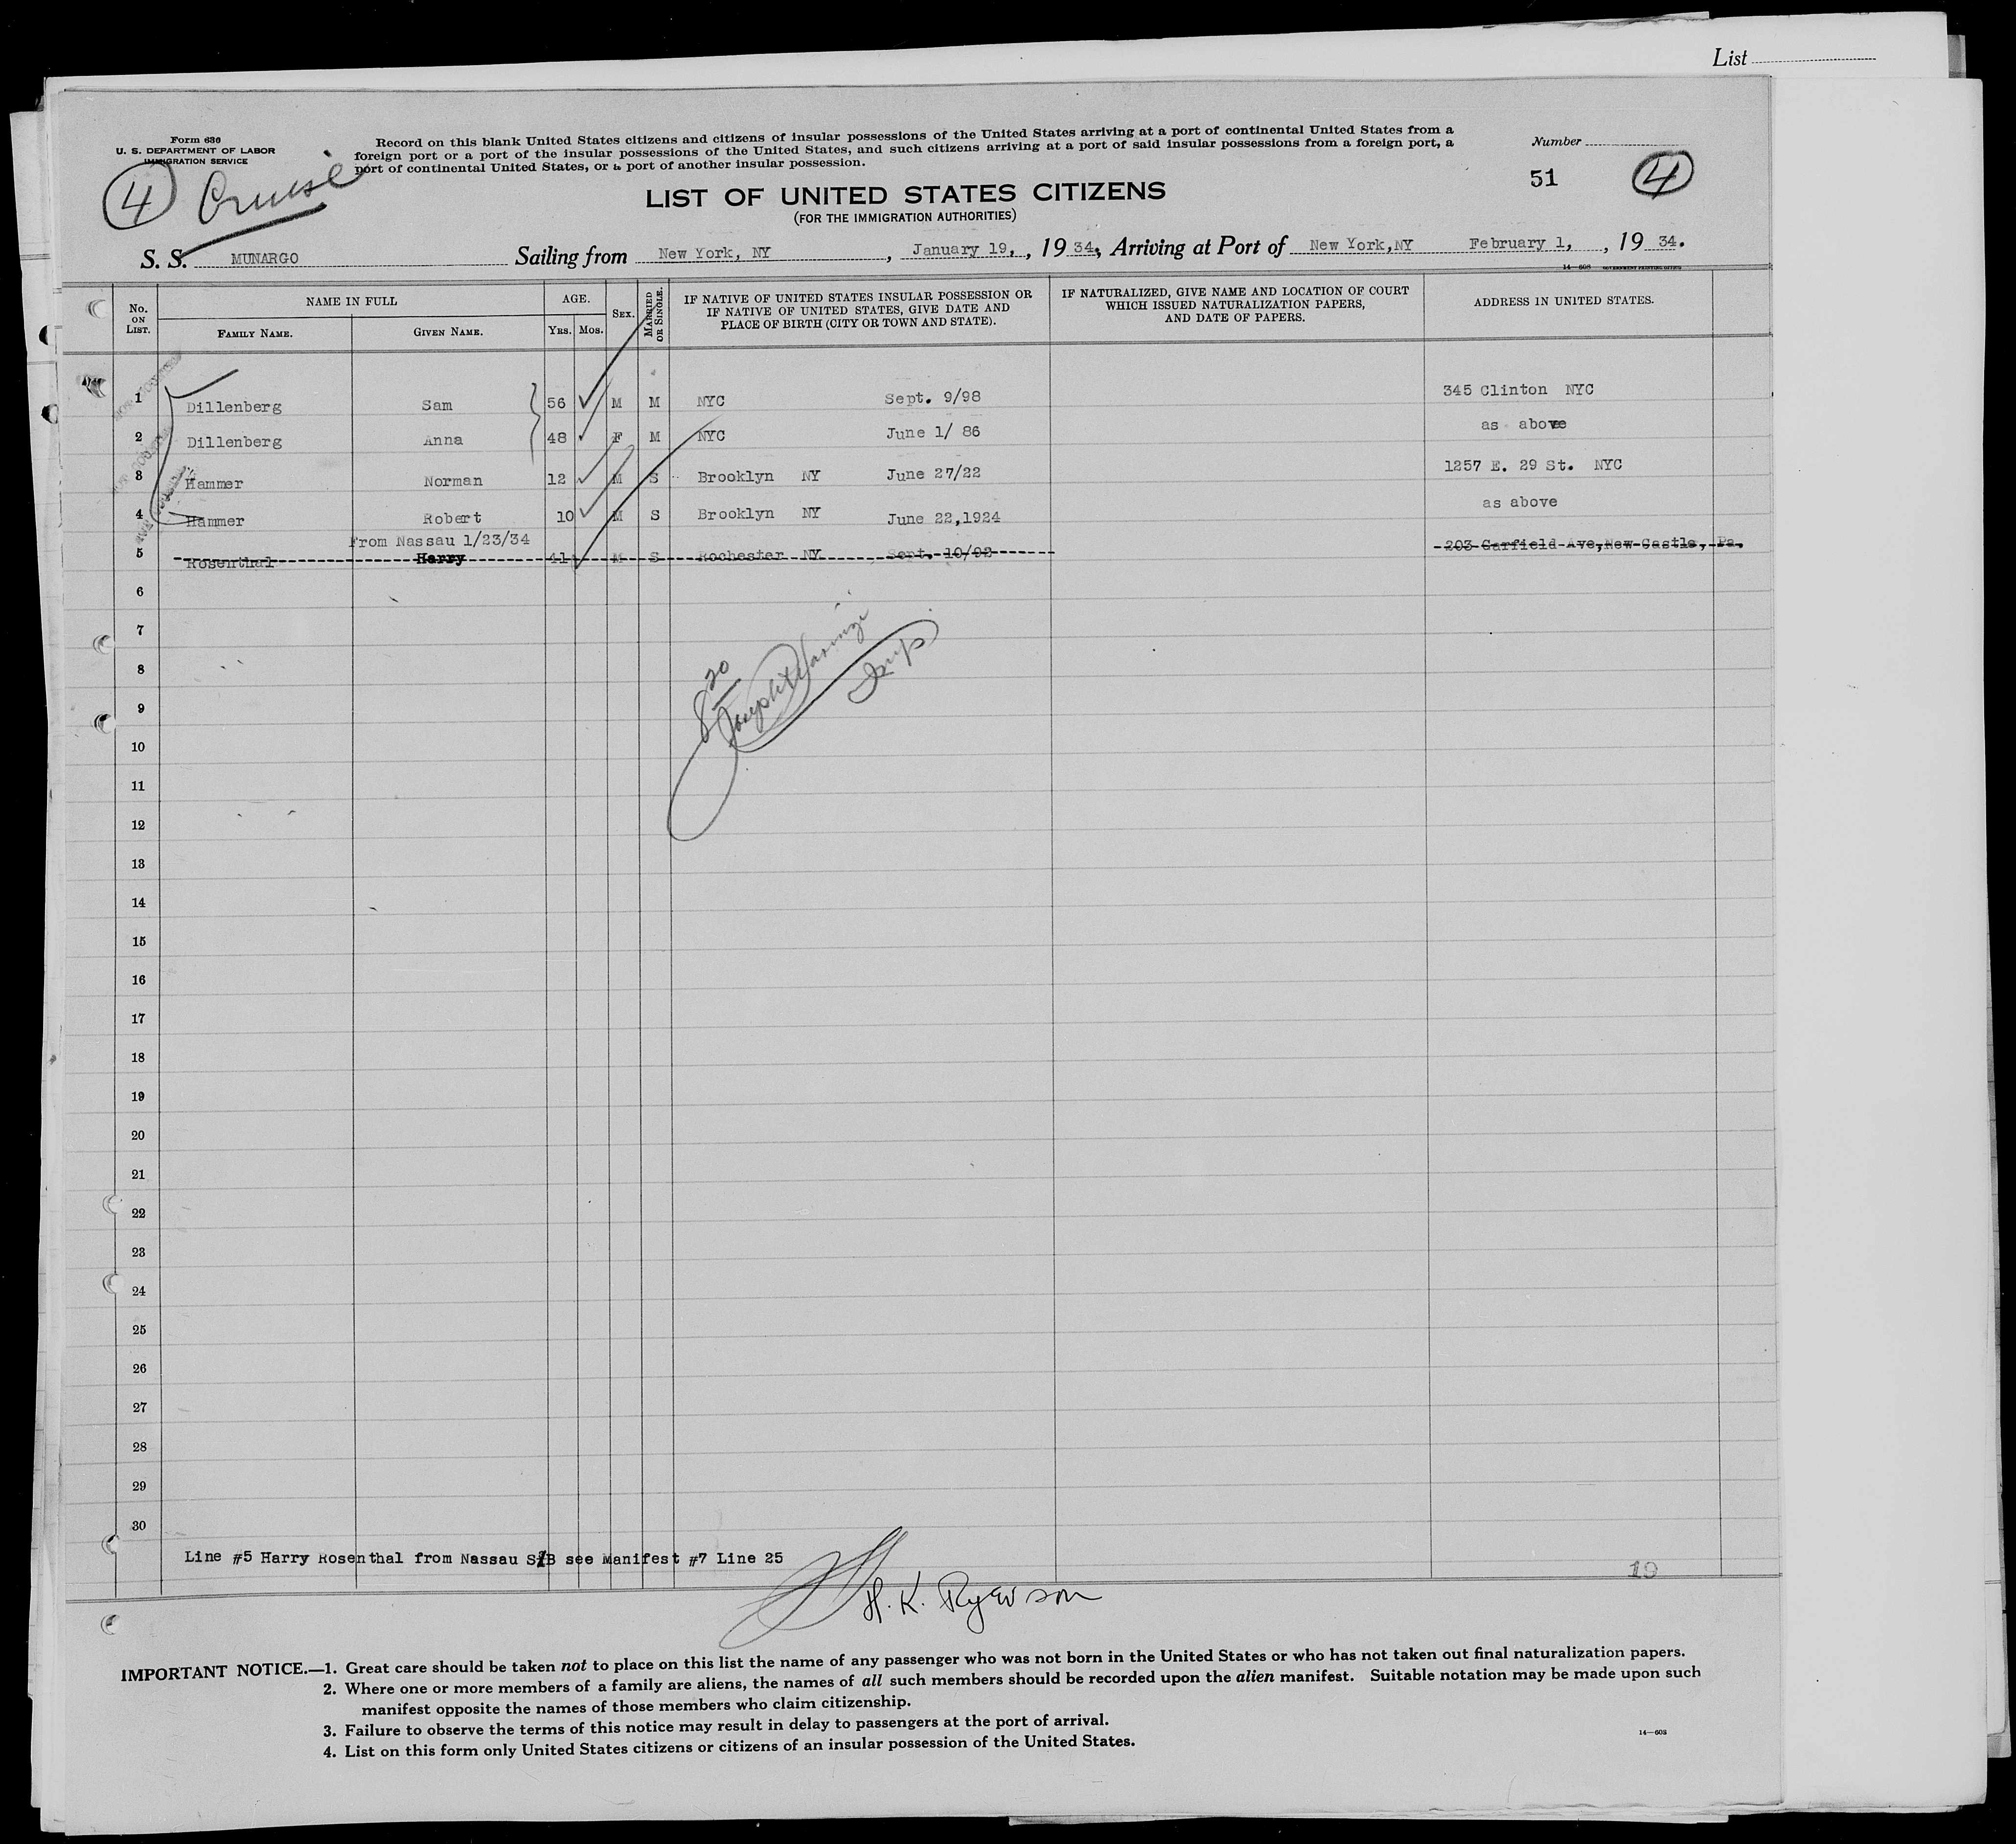 List
Form 630
U. S. DEPARTMENT OF LABOR
IMMIGRATION SERVICE
Record on this blank United States citizens and citizens of insular possessions of the United States arriving at a port of continental United States from a
foreign port or a port of the insular possessions of the United States, and such citizens arriving at a port of said insular possessions from a foreign port, a
port of continental United States, or a port of another insular possession.
Number
4 Cruise
51 4
LIST OF UNITED STATES CITIZENS
(FOR THE IMMIGRATION AUTHORITIES)
S. S. MUNARGO Sailing from New York, NY, January 19, , 19 34, Arriving at Port of New York,NY February 1, , 19 34.
14—608 GOVERNMENT PRINTING OFFICE
No. ON LIST. NAME IN FULL FAMILY NAME. GIVEN NAME. AGE. YRS. MOS. SEX. MARRIED OR SINGLE. IF NATIVE OF UNITED STATES INSULAR POSSESSION OR IF NATIVE OF UNITED STATES, GIVE DATE AND PLACE OF BIRTH (CITY OR TOWN AND STATE). IF NATURALIZED, GIVE NAME AND LOCATION OF COURT WHICH ISSUED NATURALIZATION PAPERS, AND DATE OF PAPERS. ADDRESS IN UNITED STATES.
1 Dillenberg Sam 56 M M NYC Sept. 9/98 345 Clinton NYC
2 Dillenberg Anna 48 F M NYC June 1/ 86 as above
3 Hammer Norman 12 M S Brooklyn NY June 27/22 1257 E. 29 St. NYC
4 Hammer Robert 10 M S Brooklyn NY June 22,1924 as above
From Nassau 1/23/34
5 Rosenthal Harry 41 M S Rochester NY Sept. 10/92 203 Garfield Ave,New Castle, Pa.
6
7
8
9
10
11
12
13
14
15
16
17
18
19
20
21
22
23
24
25
26
27
28
29
30
8 20
Insp
Line #5 Harry Rosenthal from Nassau S1B see Manifest #7 Line 25
19
H. K. Ryerson
IMPORTANT NOTICE.—1. Great care should be taken not to place on this list the name of any passenger who was not born in the United States or who has not taken out final naturalization papers.
2. Where one or more members of a family are aliens, the names of all such members should be recorded upon the alien manifest. Suitable notation may be made upon such
manifest opposite the names of those members who claim citizenship.
3. Failure to observe the terms of this notice may result in delay to passengers at the port of arrival.
4. List on this form only United States citizens or citizens of an insular possession of the United States.
14—608